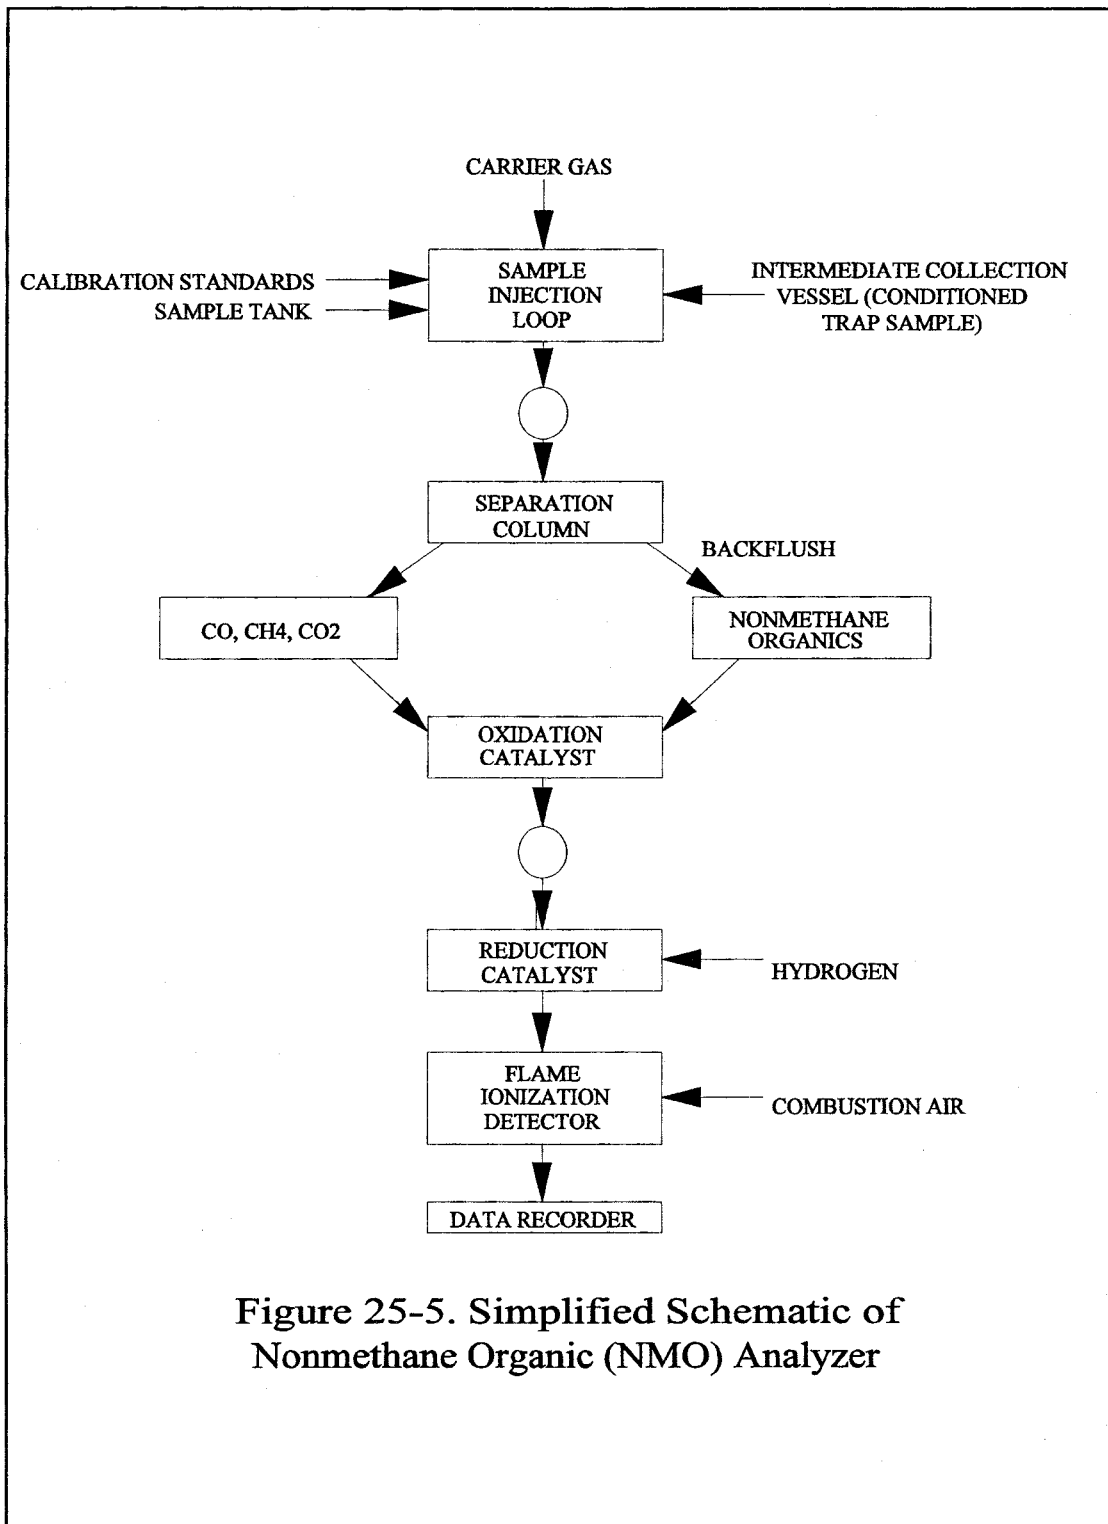 CARRIER GAS
CALIBRATION STANDARDS
SAMPLE TANK
SAMPLE
INJECTION
LOOP
INTERMEDIATE COLLECTION
VESSEL (CONDITIONED
TRAP SAMPLE)
SEPARATION
COLUMN
BACKFLUSH
CO, CH4, CO2
NONMETHANE
ORGANICS
OXIDATION
CATALYST
REDUCTION
CATALYST
HYDROGEN
FLAME
IONIZATION
DETECTOR
COMBUSTION AIR
DATA RECORDER
Figure 25-5. Simplified Schematic of
Nonmethane Organic (NMO) Analyzer